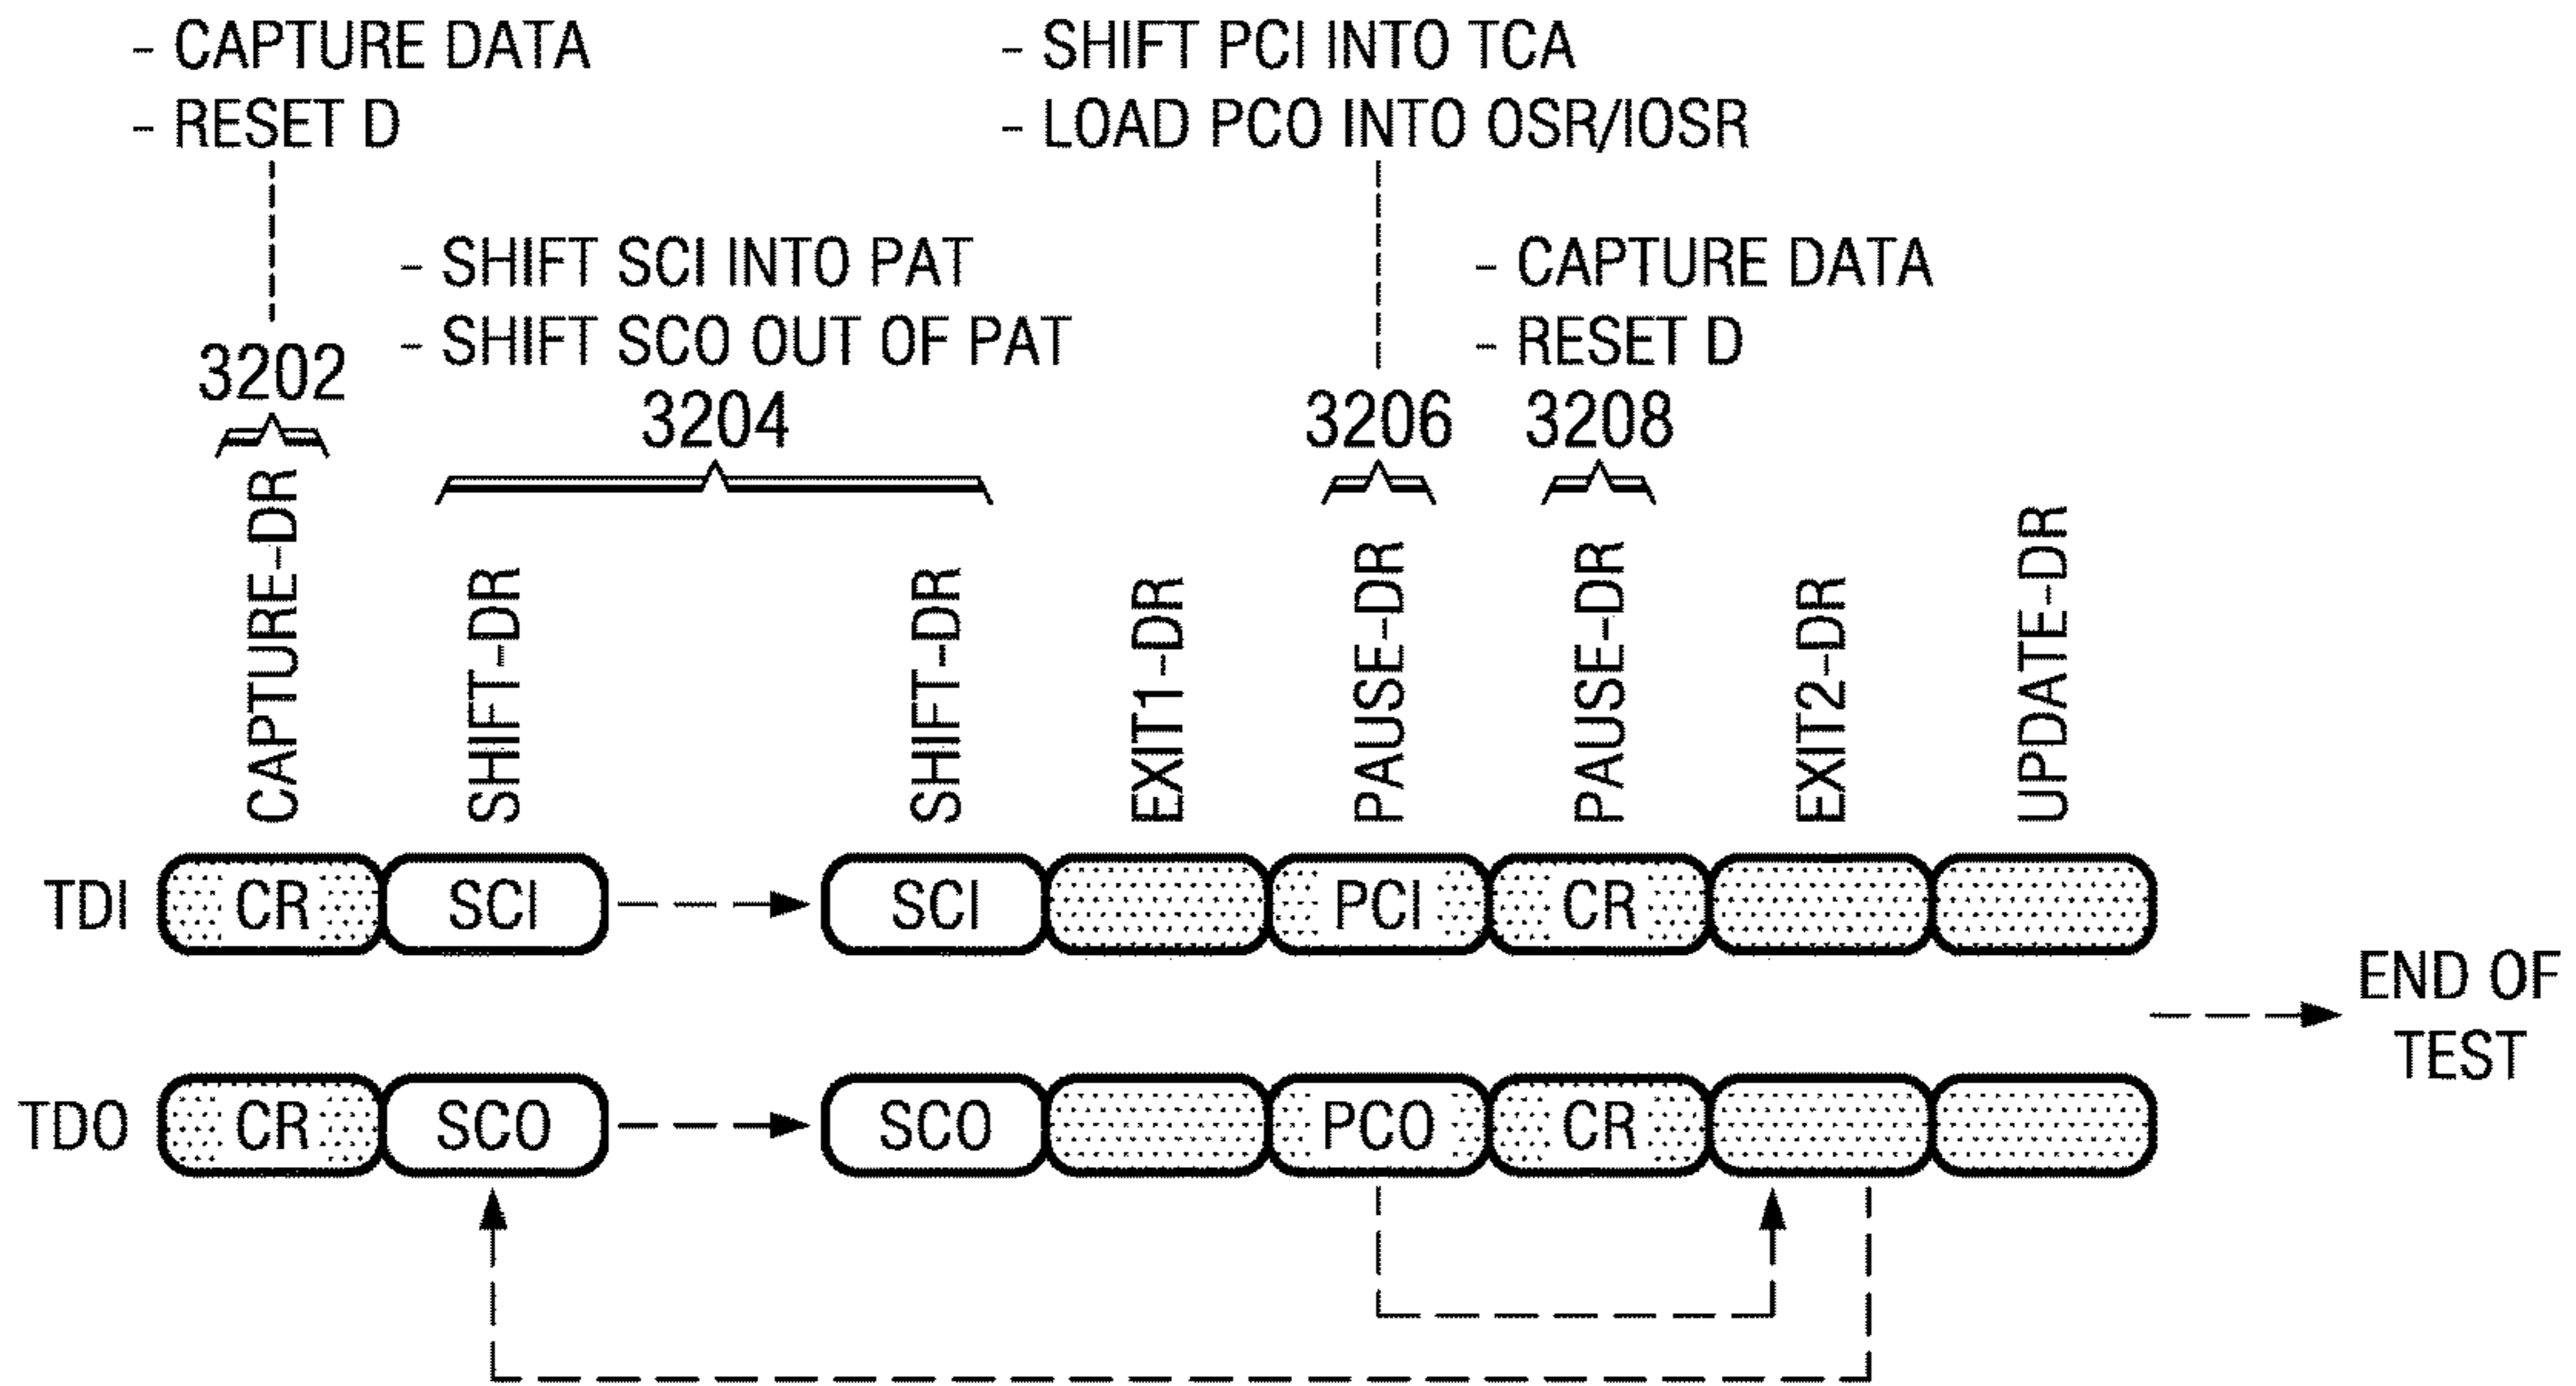 - CAPTURE DATA
- RESET D
- SHIFT PCI INTO TCA
- LOAD PCO INTO OSR/IOSR
- SHIFT SCI INTO PAT
- SHIFT SCO OUT OF PAT
- CAPTURE DATA
- RESET D
3202
3204
3206
3208
CAPTURE-DR
SHIFT-DR
SHIFT-DR
EXIT1-DR
PAUSE-DR
PAUSE-DR
EXIT2-DR
UPDATE-DR
TDI CR SCI SCI PCI CR
END OF
TEST
TDO CR SCO SCO PCO CR